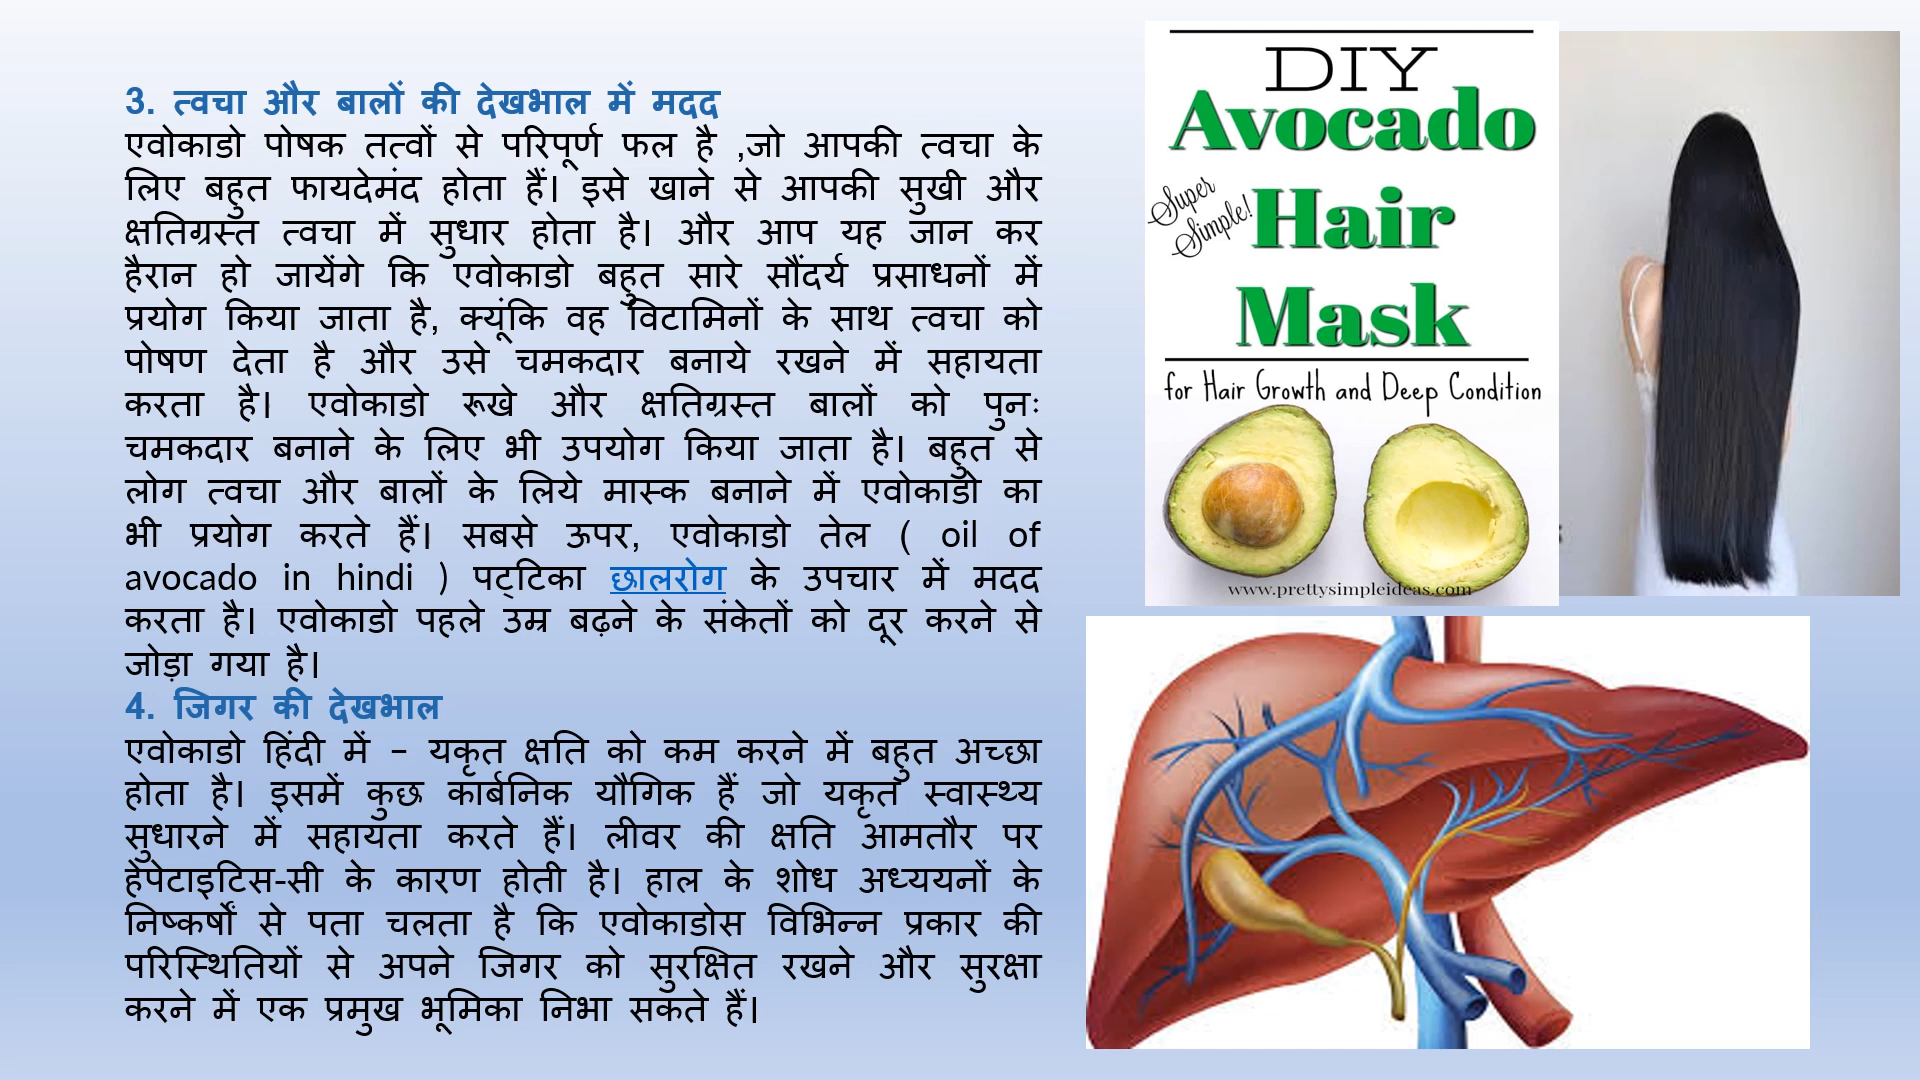 3. त्वचा और बालों की देखभाल में मदद
एवोकाडो पोषक तत्वों से परिपूर्ण फल है ,जो आपकी त्वचा के
लिए बहुत फायदेमंद होता हैं। इसे खाने से आपकी सुखी और
क्षतिग्रस्त त्वचा में सुधार होता है। और आप यह जान कर
हैरान हो जायेंगे कि एवोकाडो बहुत सारे सौंदर्य प्रसाधनों में
प्रयोग किया जाता है, क्यूंकि वह विटामिनों के साथ त्वचा को
पोषण देता है और उसे चमकदार बनाये रखने में सहायता
करता है। एवोकाडो रूखे और क्षतिग्रस्त बालों को पुनः
चमकदार बनाने के लिए भी उपयोग किया जाता है। बहुत से
लोग त्वचा और बालों के लिये मास्क बनाने में एवोकाडो का
भी प्रयोग करते हैं। सबसे ऊपर, एवोकाडो तेल ( oil of
avocado in hindi ) पट्टिका छालरोग के उपचार में मदद
करता है। एवोकाडो पहले उम्र बढ़ने के संकेतों को दूर करने से
जोड़ा गया है।
4. जिगर की देखभाल
एवोकाडो हिंदी में – यकृत क्षति को कम करने में बहुत अच्छा
होता है। इसमें कुछ कार्बनिक यौगिक हैं जो यकृत स्वास्थ्य
सुधारने में सहायता करते हैं। लीवर की क्षति आमतौर पर
हेपेटाइटिस-सी के कारण होती है। हाल के शोध अध्ययनों के
निष्कर्षों से पता चलता है कि एवोकाडोस विभिन्न प्रकार की
परिस्थितियों से अपने जिगर को सुरक्षित रखने और सुरक्षा
करने में एक प्रमुख भूमिका निभा सकते हैं।
DIY
Avocado
Super
Simple!
Hair
Mask
for Hair Growth and Deep Condition
www.prettysimpleideas.com